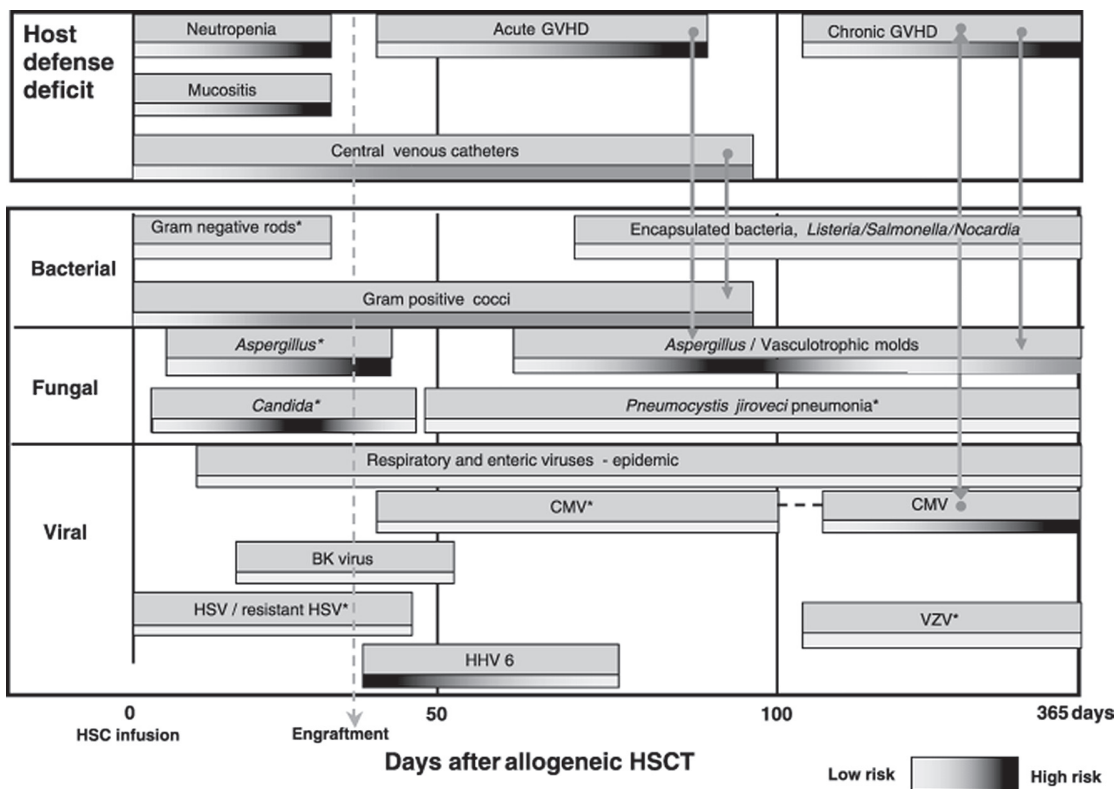 Host
defense
deficit
Neutropenia
Acute GVHD
Chronic GVHD
Mucositis
Central venous catheters
Bacterial
Gram negative rods*
Encapsulated bacteria, Listeria/Salmonella/Nocardia
Gram positive cocci
Fungal
Aspergillus*
Aspergillus / Vasculotrophic molds
Candida*
Pneumocystis jiroveci pneumonia*
Viral
Respiratory and enteric viruses - epidemic
CMV*
CMV
BK virus
HSV / resistant HSV*
VZV*
HHV 6
0
50
100
365 days
HSC infusion
Engraftment
Days after allogeneic HSCT
Low risk
High risk